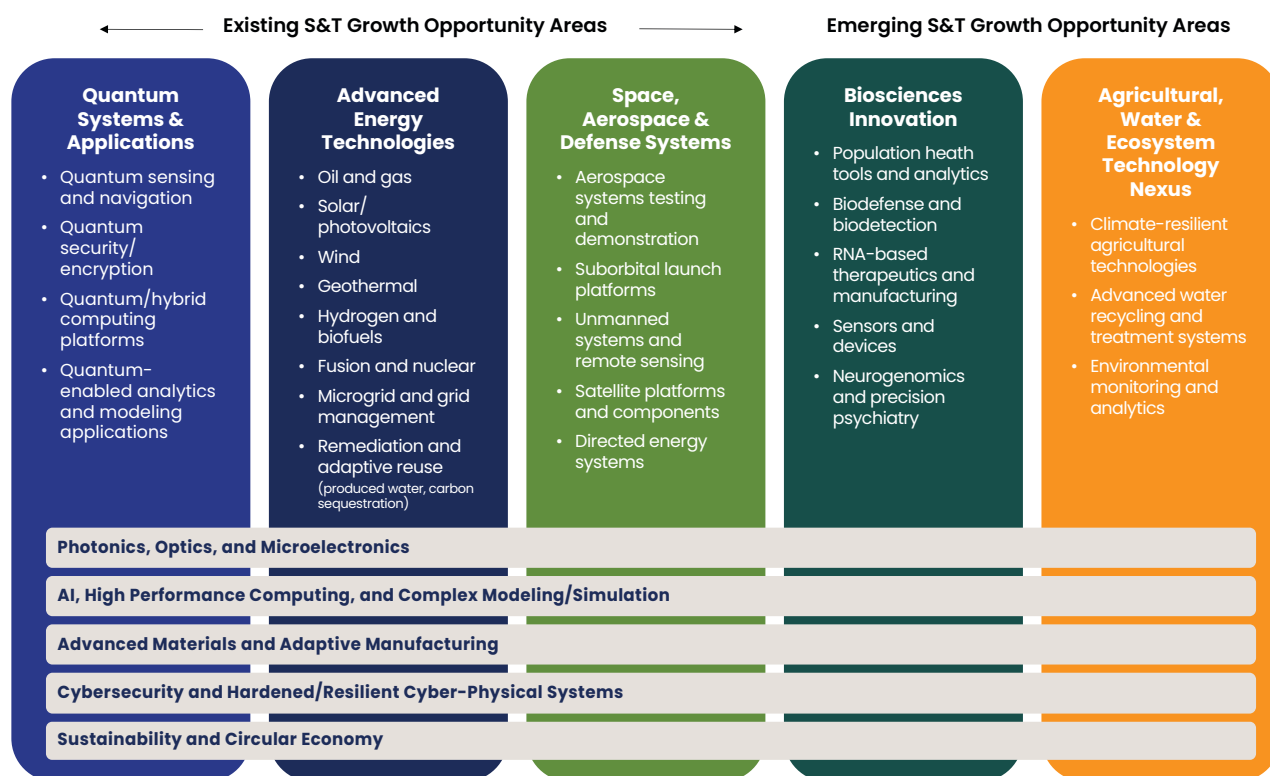 Existing S&T Growth Opportunity Areas
Emerging S&T Growth Opportunity Areas
Quantum
Systems &
Applications
• Quantum sensing
and navigation
• Quantum
security/
encryption
• Quantum/hybrid
computing
platforms
• Quantum-
enabled analytics
and modeling
applications
Advanced
Energy
Technologies
• Oil and gas
• Solar/
photovoltaics
• Wind
• Geothermal
• Hydrogen and
biofuels
• Fusion and nuclear
• Microgrid and grid
management
• Remediation and
adaptive reuse
(produced water, carbon
sequestration)
Space,
Aerospace &
Defense Systems
• Aerospace
systems testing
and
demonstration
• Suborbital launch
platforms
• Unmanned
systems and
remote sensing
• Satellite platforms
and components
• Directed energy
systems
Biosciences
Innovation
• Population heath
tools and analytics
• Biodefense and
biodetection
• RNA-based
therapeutics and
manufacturing
• Sensors and
devices
• Neurogenomics
and precision
psychiatry
Agricultural,
Water &
Ecosystem
Technology
Nexus
• Climate-resilient
agricultural
technologies
• Advanced water
recycling and
treatment systems
• Environmental
monitoring and
analytics
Photonics, Optics, and Microelectronics
AI, High Performance Computing, and Complex Modeling/Simulation
Advanced Materials and Adaptive Manufacturing
Cybersecurity and Hardened/Resilient Cyber-Physical Systems
Sustainability and Circular Economy